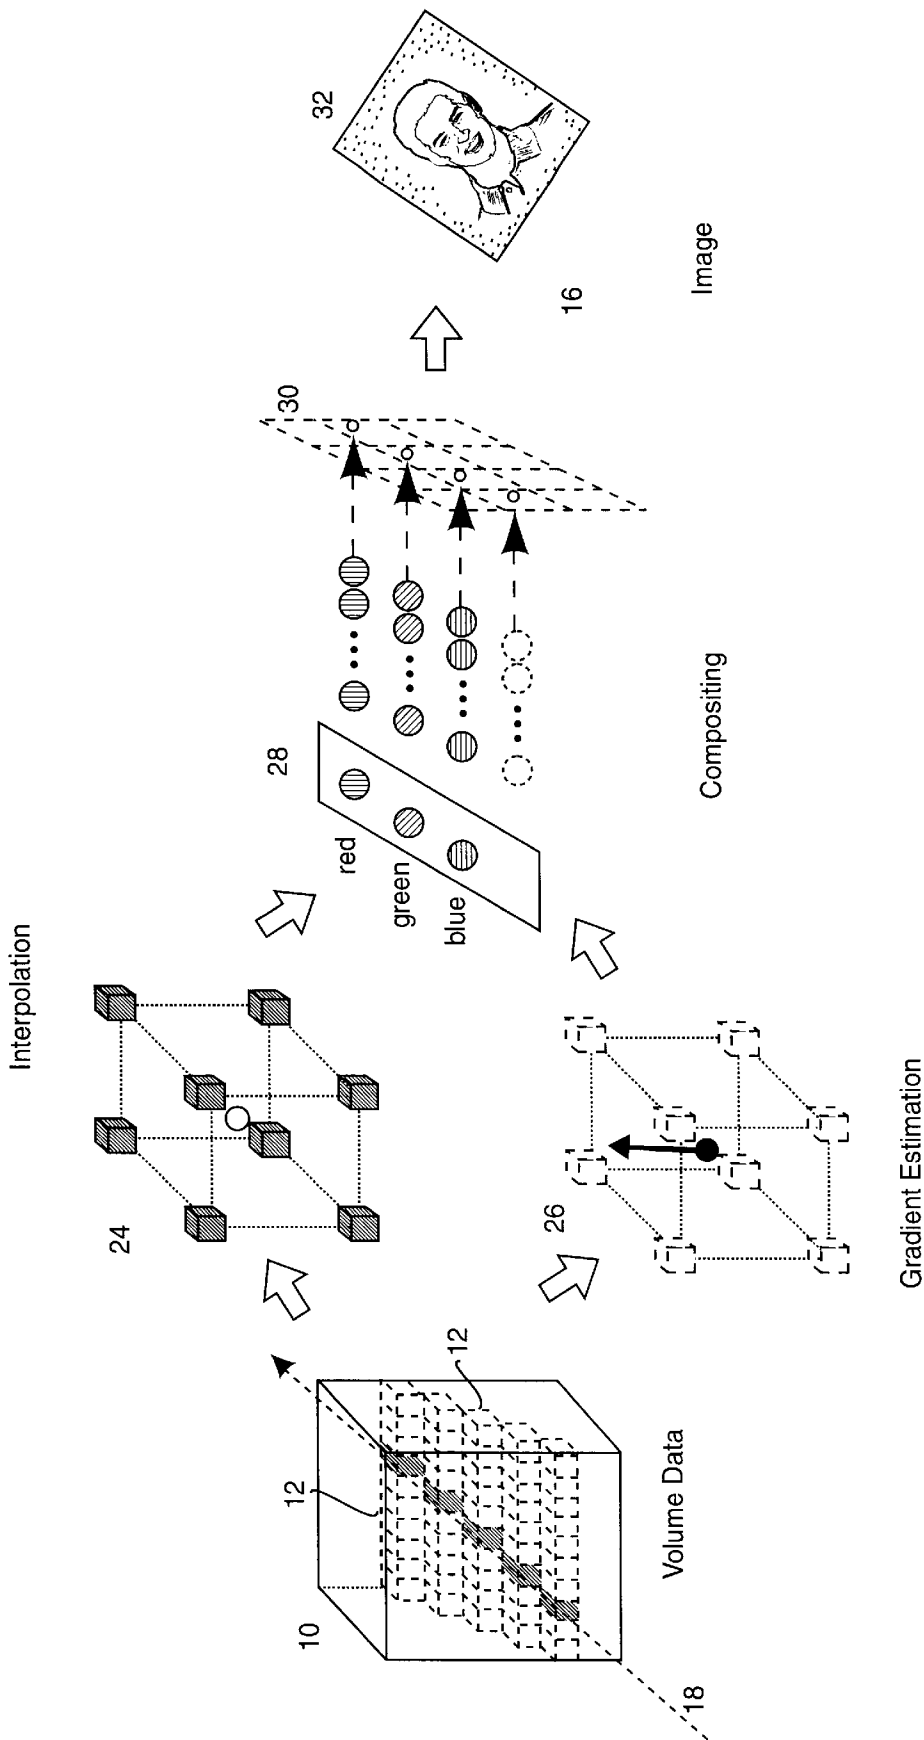 Interpolation
24
10
12
12
18
Volume Data
26
Gradient Estimation
28
red
green
blue
Compositing
30
32
16
Image